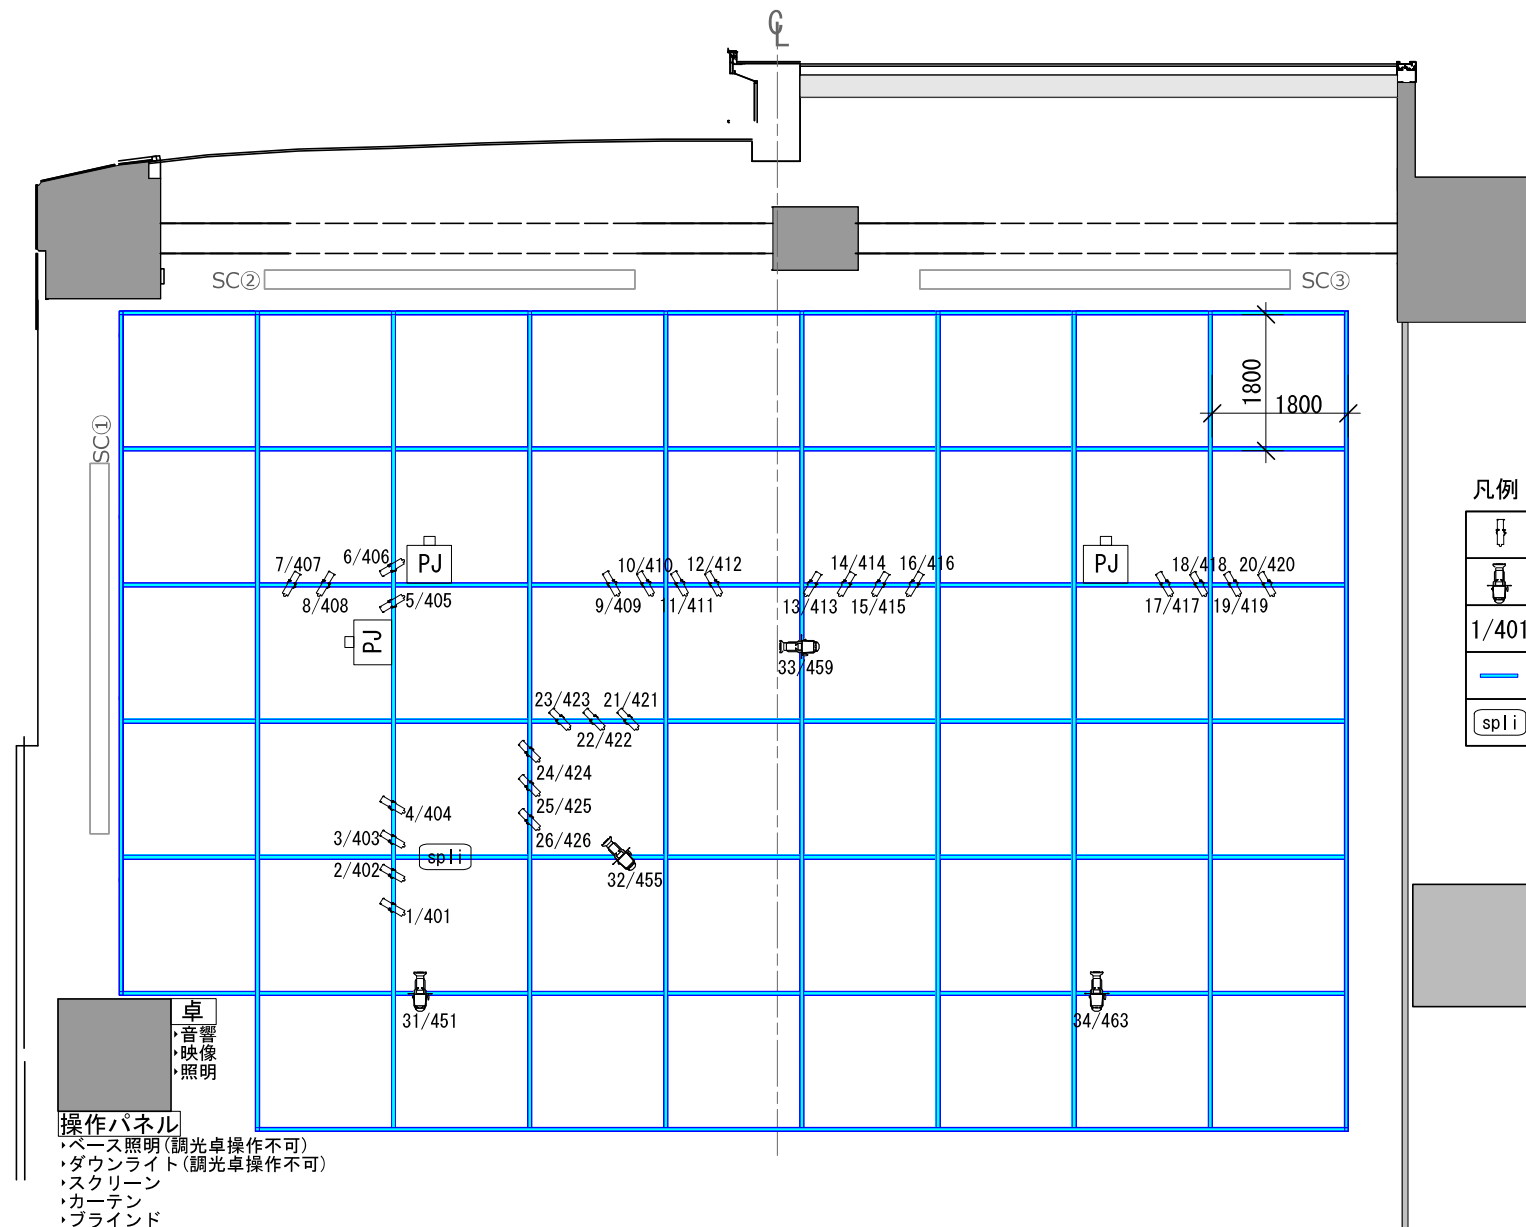 ℄
SC②
SC③
1800
1800
SC①
凡例
7/407
6/406
PJ
10/410
12/412
14/414
16/416
PJ
18/418
20/420
8/408
5/405
9/409
11/411
13/413
15/415
17/417
19/419
1/401
PJ
33/459
23/423
21/421
22/422
spli
24/424
4/404
25/425
3/403
26/426
spli
2/402
32/455
1/401
卓
31/451
34/463
・音響
・映像
・照明
操作パネル
・ベース照明(調光卓操作不可)
・ダウンライト(調光卓操作不可)
・スクリーン
・カーテン
・ブラインド